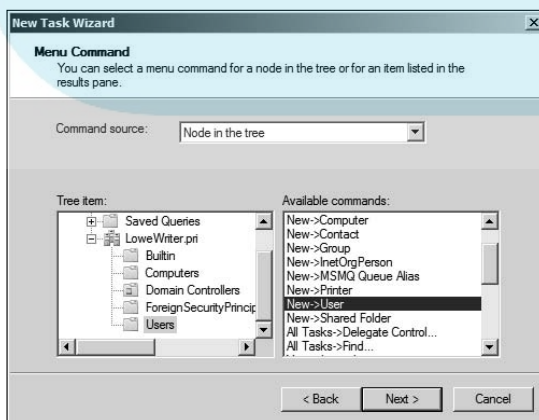 New Task Wizard
Menu Command
You can select a menu command for a node in the tree or for an item listed in the
results pane.
Command source:
Node in the tree
Tree item:
Saved Queries
LoweWriter.pri
Builtin
Computers
Domain Controllers
ForeignSecurityPrincip
Users
Available commands:
New->Computer
New->Contact
New->Group
New->InetOrgPerson
New->MSMQ Queue Alias
New->Printer
New->User
New->Shared Folder
All Tasks->Delegate Control...
All Tasks->Find...
< Back
Next >
Cancel